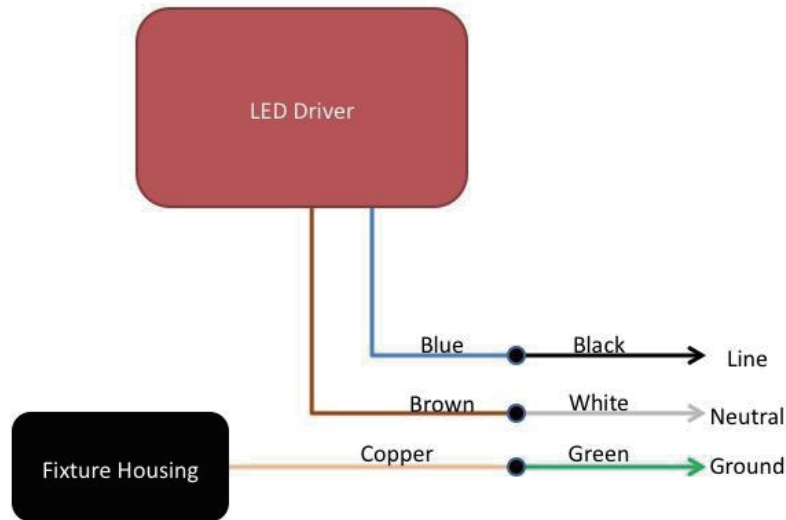 LED Driver
Blue Black Line
Brown White Neutral
Fixture Housing Copper Green Ground